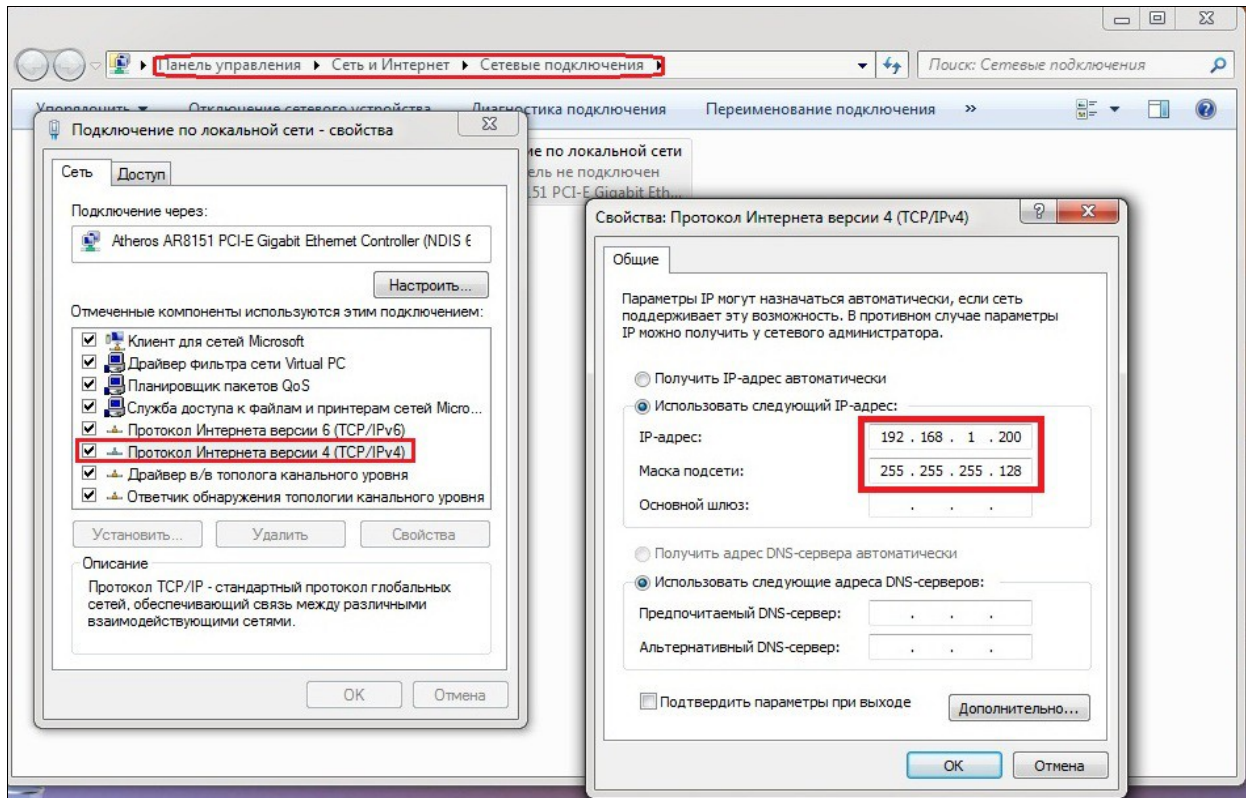 Панель управления ▸ Сеть и Интернет ▸ Сетевые подключения ▸
Поиск: Сетевые подключения
Упорядочить Отключение сетевого устройства Диагностика подключения Переименование подключения »
Подключение по локальной сети - свойства
Сеть Доступ
Подключение через:
Atheros AR8151 PCI-E Gigabit Ethernet Controller (NDIS 6
Настроить...
Отмеченные компоненты используются этим подключением:
Клиент для сетей Microsoft
Драйвер фильтра сети Virtual PC
Планировщик пакетов QoS
Служба доступа к файлам и принтерам сетей Micro...
Протокол Интернета версии 6 (TCP/IPv6)
Протокол Интернета версии 4 (TCP/IPv4)
Драйвер в/в тополога канального уровня
Ответчик обнаружения топологии канального уровня
Установить... Удалить Свойства
Описание
Протокол TCP/IP - стандартный протокол глобальных
сетей, обеспечивающий связь между различными
взаимодействующими сетями.
OK Отмена
по локальной сети
не подключен
151 PCI-E Gigabit Eth...
Свойства: Протокол Интернета версии 4 (TCP/IPv4)
Общие
Параметры IP могут назначаться автоматически, если сеть
поддерживает эту возможность. В противном случае параметры
IP можно получить у сетевого администратора.
Получить IP-адрес автоматически
Использовать следующий IP-адрес:
IP-адрес: 192 . 168 . 1 . 200
Маска подсети: 255 . 255 . 255 . 128
Основной шлюз: . . .
Получить адрес DNS-сервера автоматически
Использовать следующие адреса DNS-серверов:
Предпочитаемый DNS-сервер: . . .
Альтернативный DNS-сервер: . . .
Подтвердить параметры при выходе
Дополнительно...
OK Отмена